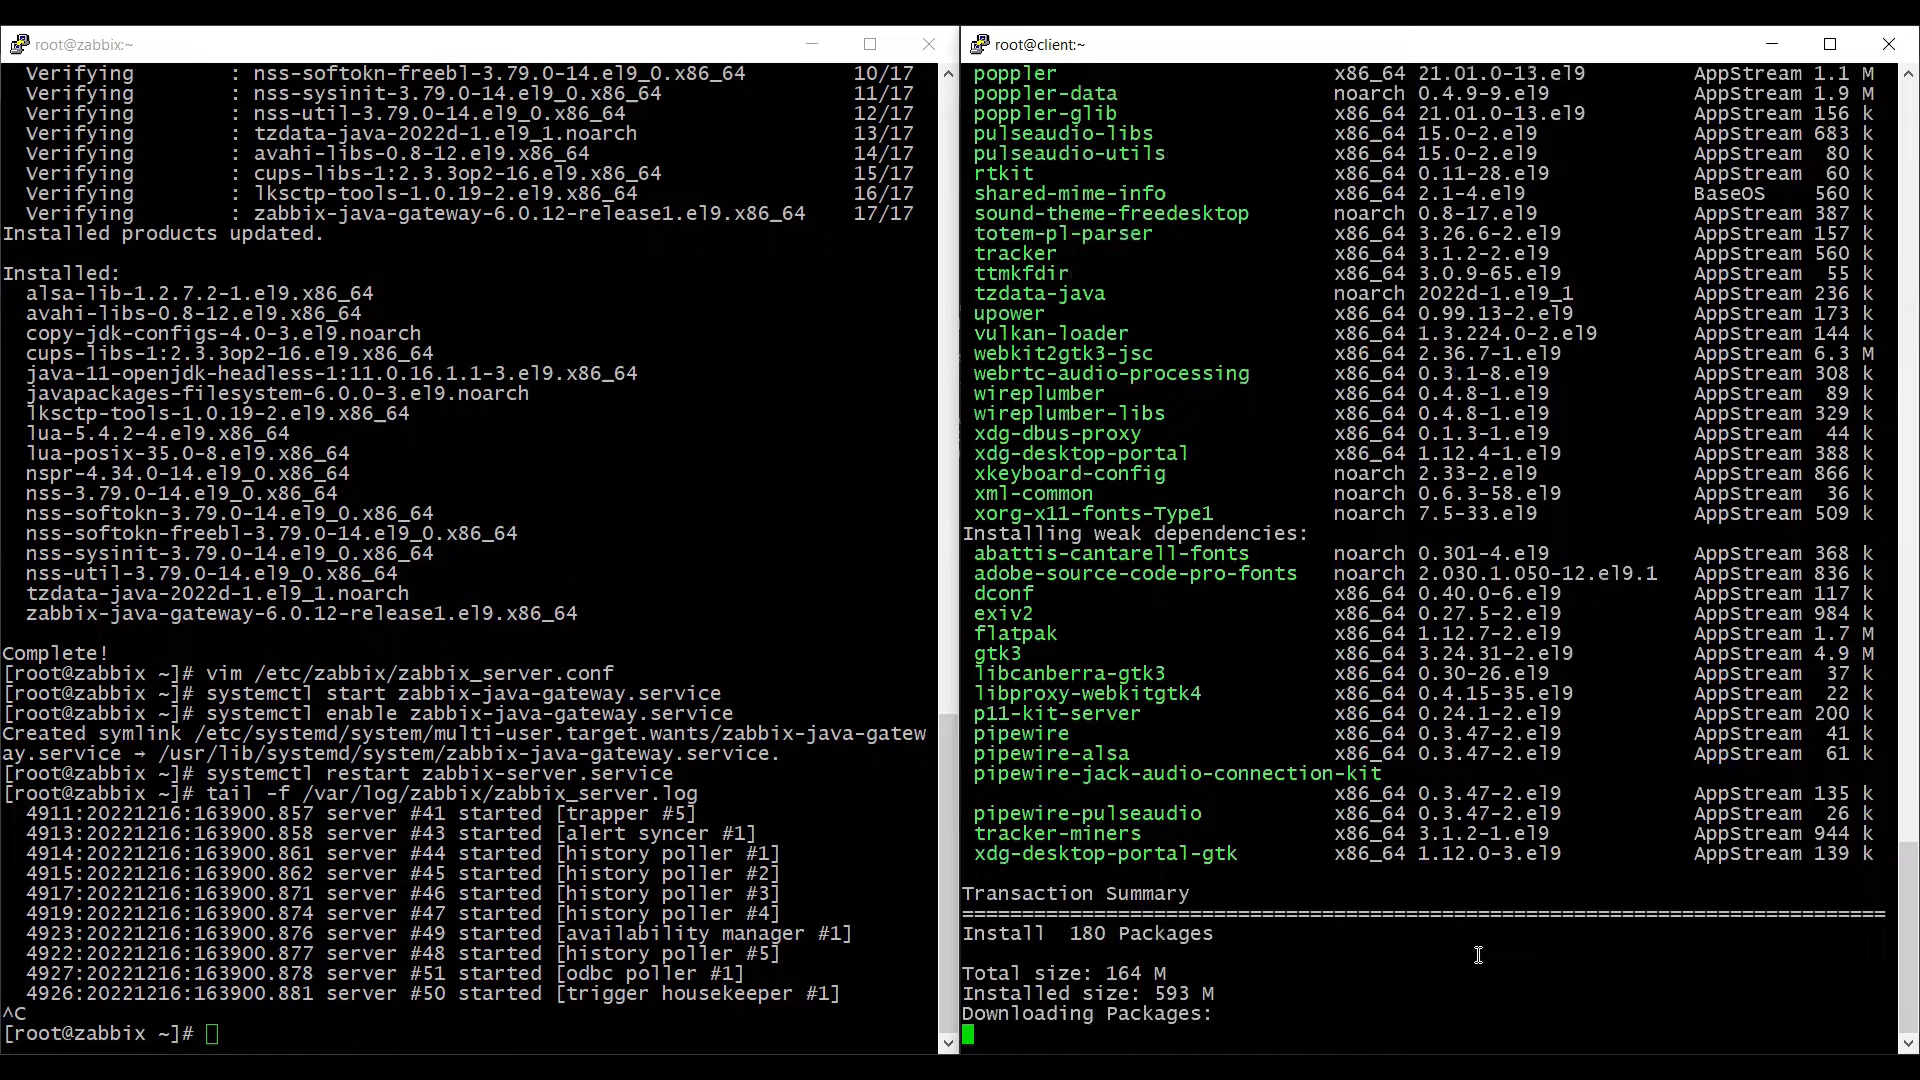 root@zabbix:~
Verifying : nss-softokn-freebl-3.79.0-14.el9_0.x86_64 10/17
Verifying : nss-sysinit-3.79.0-14.el9_0.x86_64 11/17
Verifying : nss-util-3.79.0-14.el9_0.x86_64 12/17
Verifying : tzdata-java-2022d-1.el9_1.noarch 13/17
Verifying : avahi-libs-0.8-12.el9.x86_64 14/17
Verifying : cups-libs-1:2.3.3op2-16.el9.x86_64 15/17
Verifying : lksctp-tools-1.0.19-2.el9.x86_64 16/17
Verifying : zabbix-java-gateway-6.0.12-release1.el9.x86_64 17/17
Installed products updated.
Installed:
alsa-lib-1.2.7.2-1.el9.x86_64
avahi-libs-0.8-12.el9.x86_64
copy-jdk-configs-4.0-3.el9.noarch
cups-libs-1:2.3.3op2-16.el9.x86_64
java-11-openjdk-headless-1:11.0.16.1.1-3.el9.x86_64
javapackages-filesystem-6.0.0-3.el9.noarch
lksctp-tools-1.0.19-2.el9.x86_64
lua-5.4.2-4.el9.x86_64
lua-posix-35.0-8.el9.x86_64
nspr-4.34.0-14.el9_0.x86_64
nss-3.79.0-14.el9_0.x86_64
nss-softokn-3.79.0-14.el9_0.x86_64
nss-softokn-freebl-3.79.0-14.el9_0.x86_64
nss-sysinit-3.79.0-14.el9_0.x86_64
nss-util-3.79.0-14.el9_0.x86_64
tzdata-java-2022d-1.el9_1.noarch
zabbix-java-gateway-6.0.12-release1.el9.x86_64
Complete!
[root@zabbix ~]# vim /etc/zabbix/zabbix_server.conf
[root@zabbix ~]# systemctl start zabbix-java-gateway.service
[root@zabbix ~]# systemctl enable zabbix-java-gateway.service
Created symlink /etc/systemd/system/multi-user.target.wants/zabbix-java-gatew
ay.service → /usr/lib/systemd/system/zabbix-java-gateway.service.
[root@zabbix ~]# systemctl restart zabbix-server.service
[root@zabbix ~]# tail -f /var/log/zabbix/zabbix_server.log
4911:20221216:163900.857 server #41 started [trapper #5]
4913:20221216:163900.858 server #43 started [alert syncer #1]
4914:20221216:163900.861 server #44 started [history poller #1]
4915:20221216:163900.862 server #45 started [history poller #2]
4917:20221216:163900.871 server #46 started [history poller #3]
4919:20221216:163900.874 server #47 started [history poller #4]
4923:20221216:163900.876 server #49 started [availability manager #1]
4922:20221216:163900.877 server #48 started [history poller #5]
4927:20221216:163900.878 server #51 started [odbc poller #1]
4926:20221216:163900.881 server #50 started [trigger housekeeper #1]
^C
[root@zabbix ~]#
root@client:~
poppler x86_64 21.01.0-13.el9 AppStream 1.1 M
poppler-data noarch 0.4.9-9.el9 AppStream 1.9 M
poppler-glib x86_64 21.01.0-13.el9 AppStream 156 k
pulseaudio-libs x86_64 15.0-2.el9 AppStream 683 k
pulseaudio-utils x86_64 15.0-2.el9 AppStream 80 k
rtkit x86_64 0.11-28.el9 AppStream 60 k
shared-mime-info x86_64 2.1-4.el9 BaseOS 560 k
sound-theme-freedesktop noarch 0.8-17.el9 AppStream 387 k
totem-pl-parser x86_64 3.26.6-2.el9 AppStream 157 k
tracker x86_64 3.1.2-2.el9 AppStream 560 k
ttmkfdir x86_64 3.0.9-65.el9 AppStream 55 k
tzdata-java noarch 2022d-1.el9_1 AppStream 236 k
upower x86_64 0.99.13-2.el9 AppStream 173 k
vulkan-loader x86_64 1.3.224.0-2.el9 AppStream 144 k
webkit2gtk3-jsc x86_64 2.36.7-1.el9 AppStream 6.3 M
webrtc-audio-processing x86_64 0.3.1-8.el9 AppStream 308 k
wireplumber x86_64 0.4.8-1.el9 AppStream 89 k
wireplumber-libs x86_64 0.4.8-1.el9 AppStream 329 k
xdg-dbus-proxy x86_64 0.1.3-1.el9 AppStream 44 k
xdg-desktop-portal x86_64 1.12.4-1.el9 AppStream 388 k
xkeyboard-config noarch 2.33-2.el9 AppStream 866 k
xml-common noarch 0.6.3-58.el9 AppStream 36 k
xorg-x11-fonts-Type1 noarch 7.5-33.el9 AppStream 509 k
Installing weak dependencies:
abattis-cantarell-fonts noarch 0.301-4.el9 AppStream 368 k
adobe-source-code-pro-fonts noarch 2.030.1.050-12.el9.1 AppStream 836 k
dconf x86_64 0.40.0-6.el9 AppStream 117 k
exiv2 x86_64 0.27.5-2.el9 AppStream 984 k
flatpak x86_64 1.12.7-2.el9 AppStream 1.7 M
gtk3 x86_64 3.24.31-2.el9 AppStream 4.9 M
libcanberra-gtk3 x86_64 0.30-26.el9 AppStream 37 k
libproxy-webkitgtk4 x86_64 0.4.15-35.el9 AppStream 22 k
p11-kit-server x86_64 0.24.1-2.el9 AppStream 200 k
pipewire x86_64 0.3.47-2.el9 AppStream 41 k
pipewire-alsa x86_64 0.3.47-2.el9 AppStream 61 k
pipewire-jack-audio-connection-kit
x86_64 0.3.47-2.el9 AppStream 135 k
pipewire-pulseaudio x86_64 0.3.47-2.el9 AppStream 26 k
tracker-miners x86_64 3.1.2-1.el9 AppStream 944 k
xdg-desktop-portal-gtk x86_64 1.12.0-3.el9 AppStream 139 k
Transaction Summary
=============================================================================
Install 180 Packages
Total size: 164 M
Installed size: 593 M
Downloading Packages: